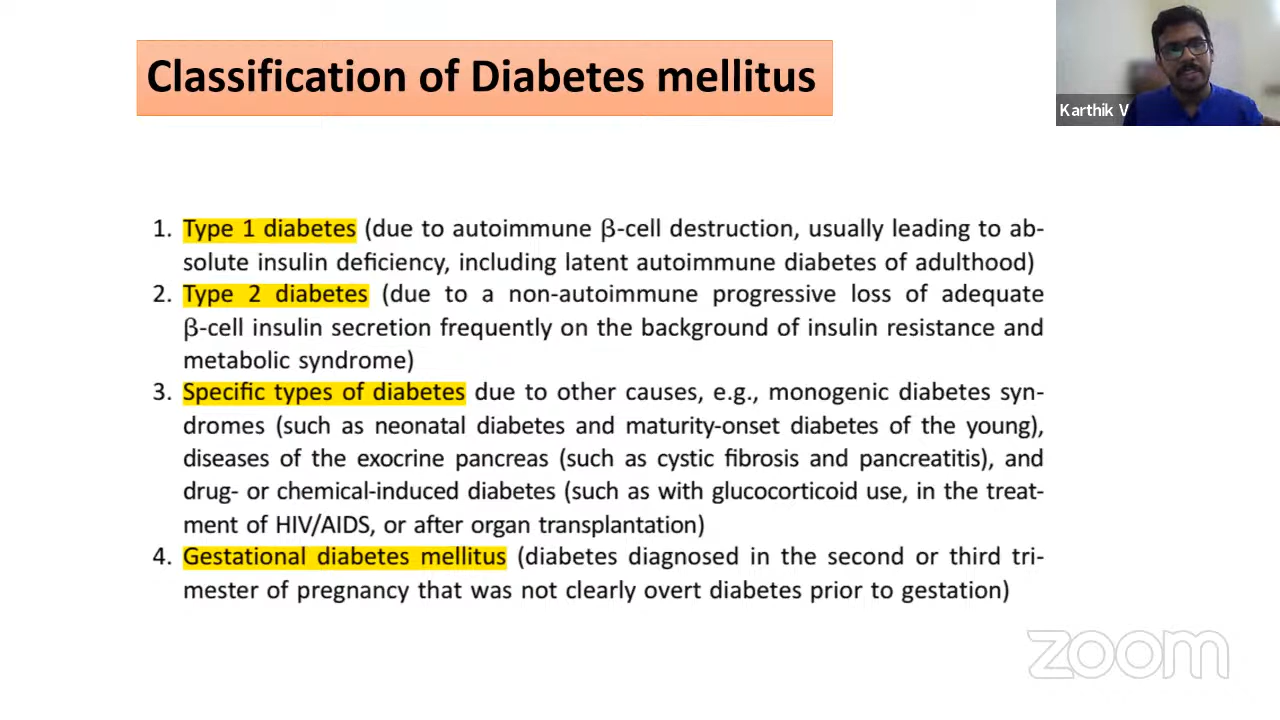 Classification of Diabetes mellitus
Karthik V
1. Type 1 diabetes (due to autoimmune β-cell destruction, usually leading to ab-
solute insulin deficiency, including latent autoimmune diabetes of adulthood)
2. Type 2 diabetes (due to a non-autoimmune progressive loss of adequate
β-cell insulin secretion frequently on the background of insulin resistance and
metabolic syndrome)
3. Specific types of diabetes due to other causes, e.g., monogenic diabetes syn-
dromes (such as neonatal diabetes and maturity-onset diabetes of the young),
diseases of the exocrine pancreas (such as cystic fibrosis and pancreatitis), and
drug- or chemical-induced diabetes (such as with glucocorticoid use, in the treat-
ment of HIV/AIDS, or after organ transplantation)
4. Gestational diabetes mellitus (diabetes diagnosed in the second or third tri-
mester of pregnancy that was not clearly overt diabetes prior to gestation)
zoom